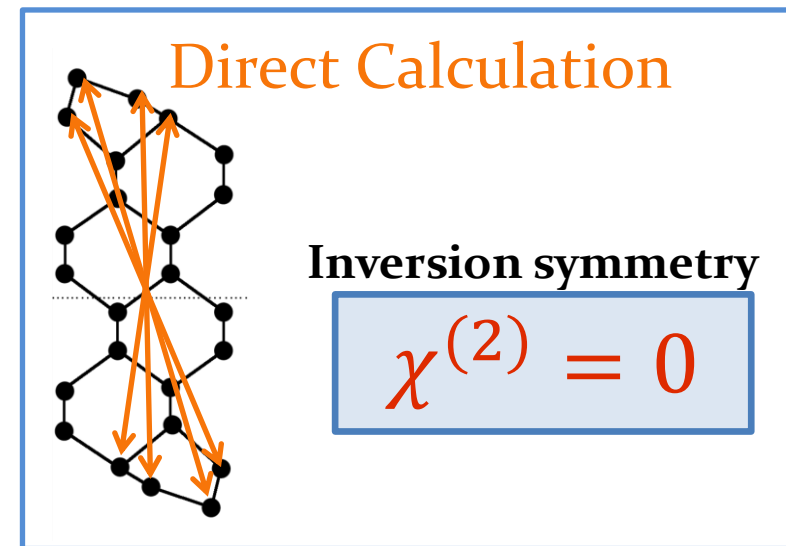 Direct Calculation
Inversion symmetry
χ⁽²⁾ = 0